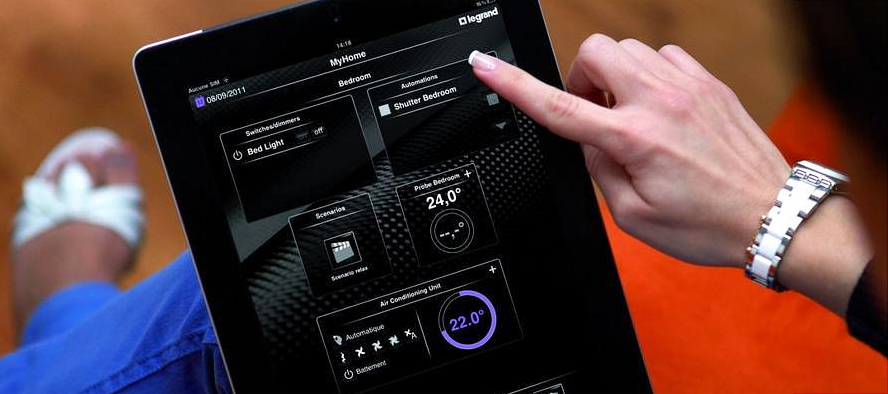 Aucune SIM
14:18
legrand
MyHome
08/09/2011
Bedroom
Switches/dimmers
Bed Light
off
Automations
Shutter Bedroom
Scenarios
Scenario relax
Probe Bedroom +
24,0°
--,-°
Air Conditioning Unit +
Automatique
A
Battement
22.0°